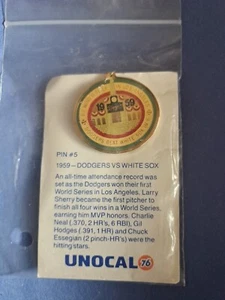 1959
PIN #5
1959 — DODGERS VS WHITE SOX
An all-time attendance record was
set as the Dodgers won their first
World Series in Los Angeles. Larry
Sherry became the first pitcher to
finish all four wins in a World Series,
earning him MVP honors. Charlie
Neal (.370, 2 HR's, 6 RBI), Gil
Hodges (.391, 1 HR) and Chuck
Essegian (2 pinch-HR's) were the
hitting stars.
UNOCAL 76